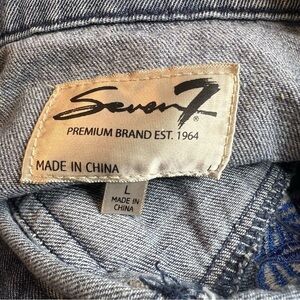 Seven7®
PREMIUM BRAND EST. 1964
MADE IN CHINA
L
MADE IN
CHINA